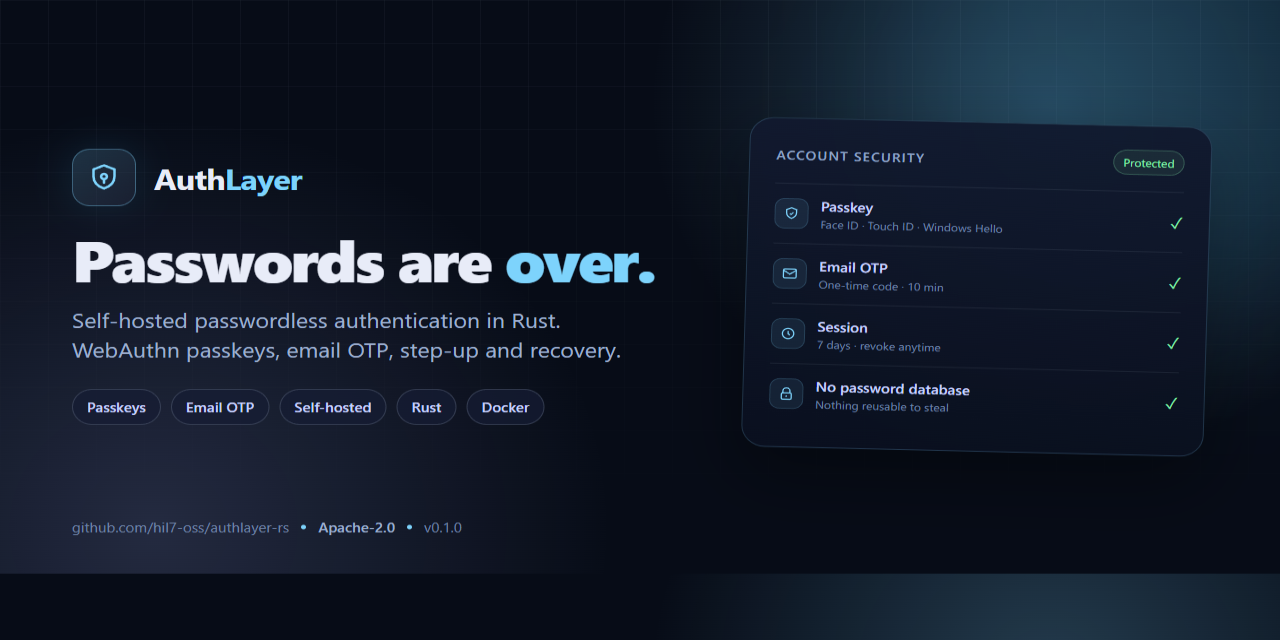 AuthLayer
Passwords are over.
Self-hosted passwordless authentication in Rust.
WebAuthn passkeys, email OTP, step-up and recovery.
Passkeys
Email OTP
Self-hosted
Rust
Docker
github.com/hil7-oss/authlayer-rs • Apache-2.0 • v0.1.0
ACCOUNT SECURITY
Protected
Passkey
Face ID · Touch ID · Windows Hello
Email OTP
One-time code · 10 min
Session
7 days · revoke anytime
No password database
Nothing reusable to steal